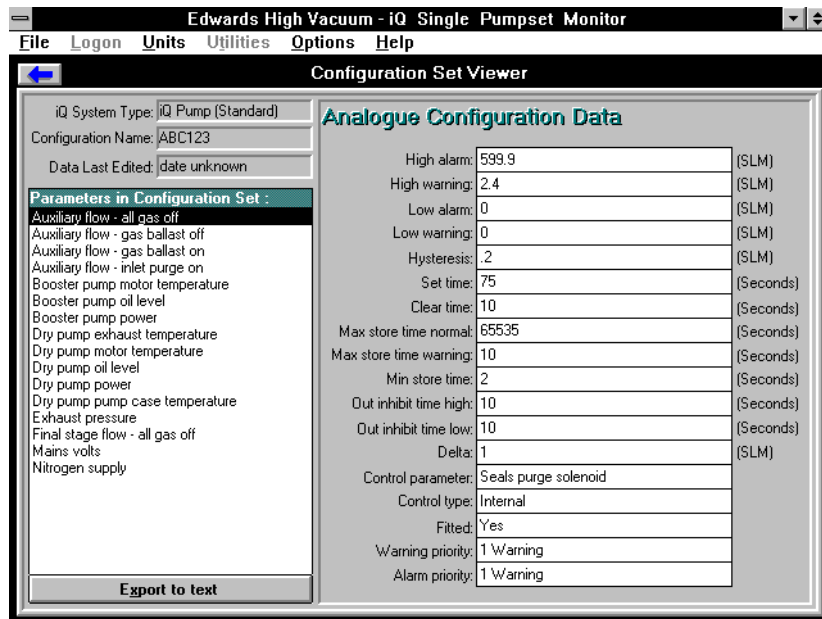 Edwards High Vacuum - iQ Single Pumpset Monitor
File Logon Units Utilities Options Help
Configuration Set Viewer
iQ System Type: iQ Pump (Standard)
Configuration Name: ABC123
Data Last Edited: date unknown
Parameters in Configuration Set :
Auxiliary flow - all gas off
Auxiliary flow - gas ballast off
Auxiliary flow - gas ballast on
Auxiliary flow - inlet purge on
Booster pump motor temperature
Booster pump oil level
Booster pump power
Dry pump exhaust temperature
Dry pump motor temperature
Dry pump oil level
Dry pump power
Dry pump pump case temperature
Exhaust pressure
Final stage flow - all gas off
Mains volts
Nitrogen supply
Export to text
Analogue Configuration Data
High alarm: 599.9 (SLM)
High warning: 2.4 (SLM)
Low alarm: 0 (SLM)
Low warning: 0 (SLM)
Hysteresis: .2 (SLM)
Set time: 75 (Seconds)
Clear time: 10 (Seconds)
Max store time normal: 65535 (Seconds)
Max store time warning: 10 (Seconds)
Min store time: 2 (Seconds)
Out inhibit time high: 10 (Seconds)
Out inhibit time low: 10 (Seconds)
Delta: 1 (SLM)
Control parameter: Seals purge solenoid
Control type: Internal
Fitted: Yes
Warning priority: 1 Warning
Alarm priority: 1 Warning